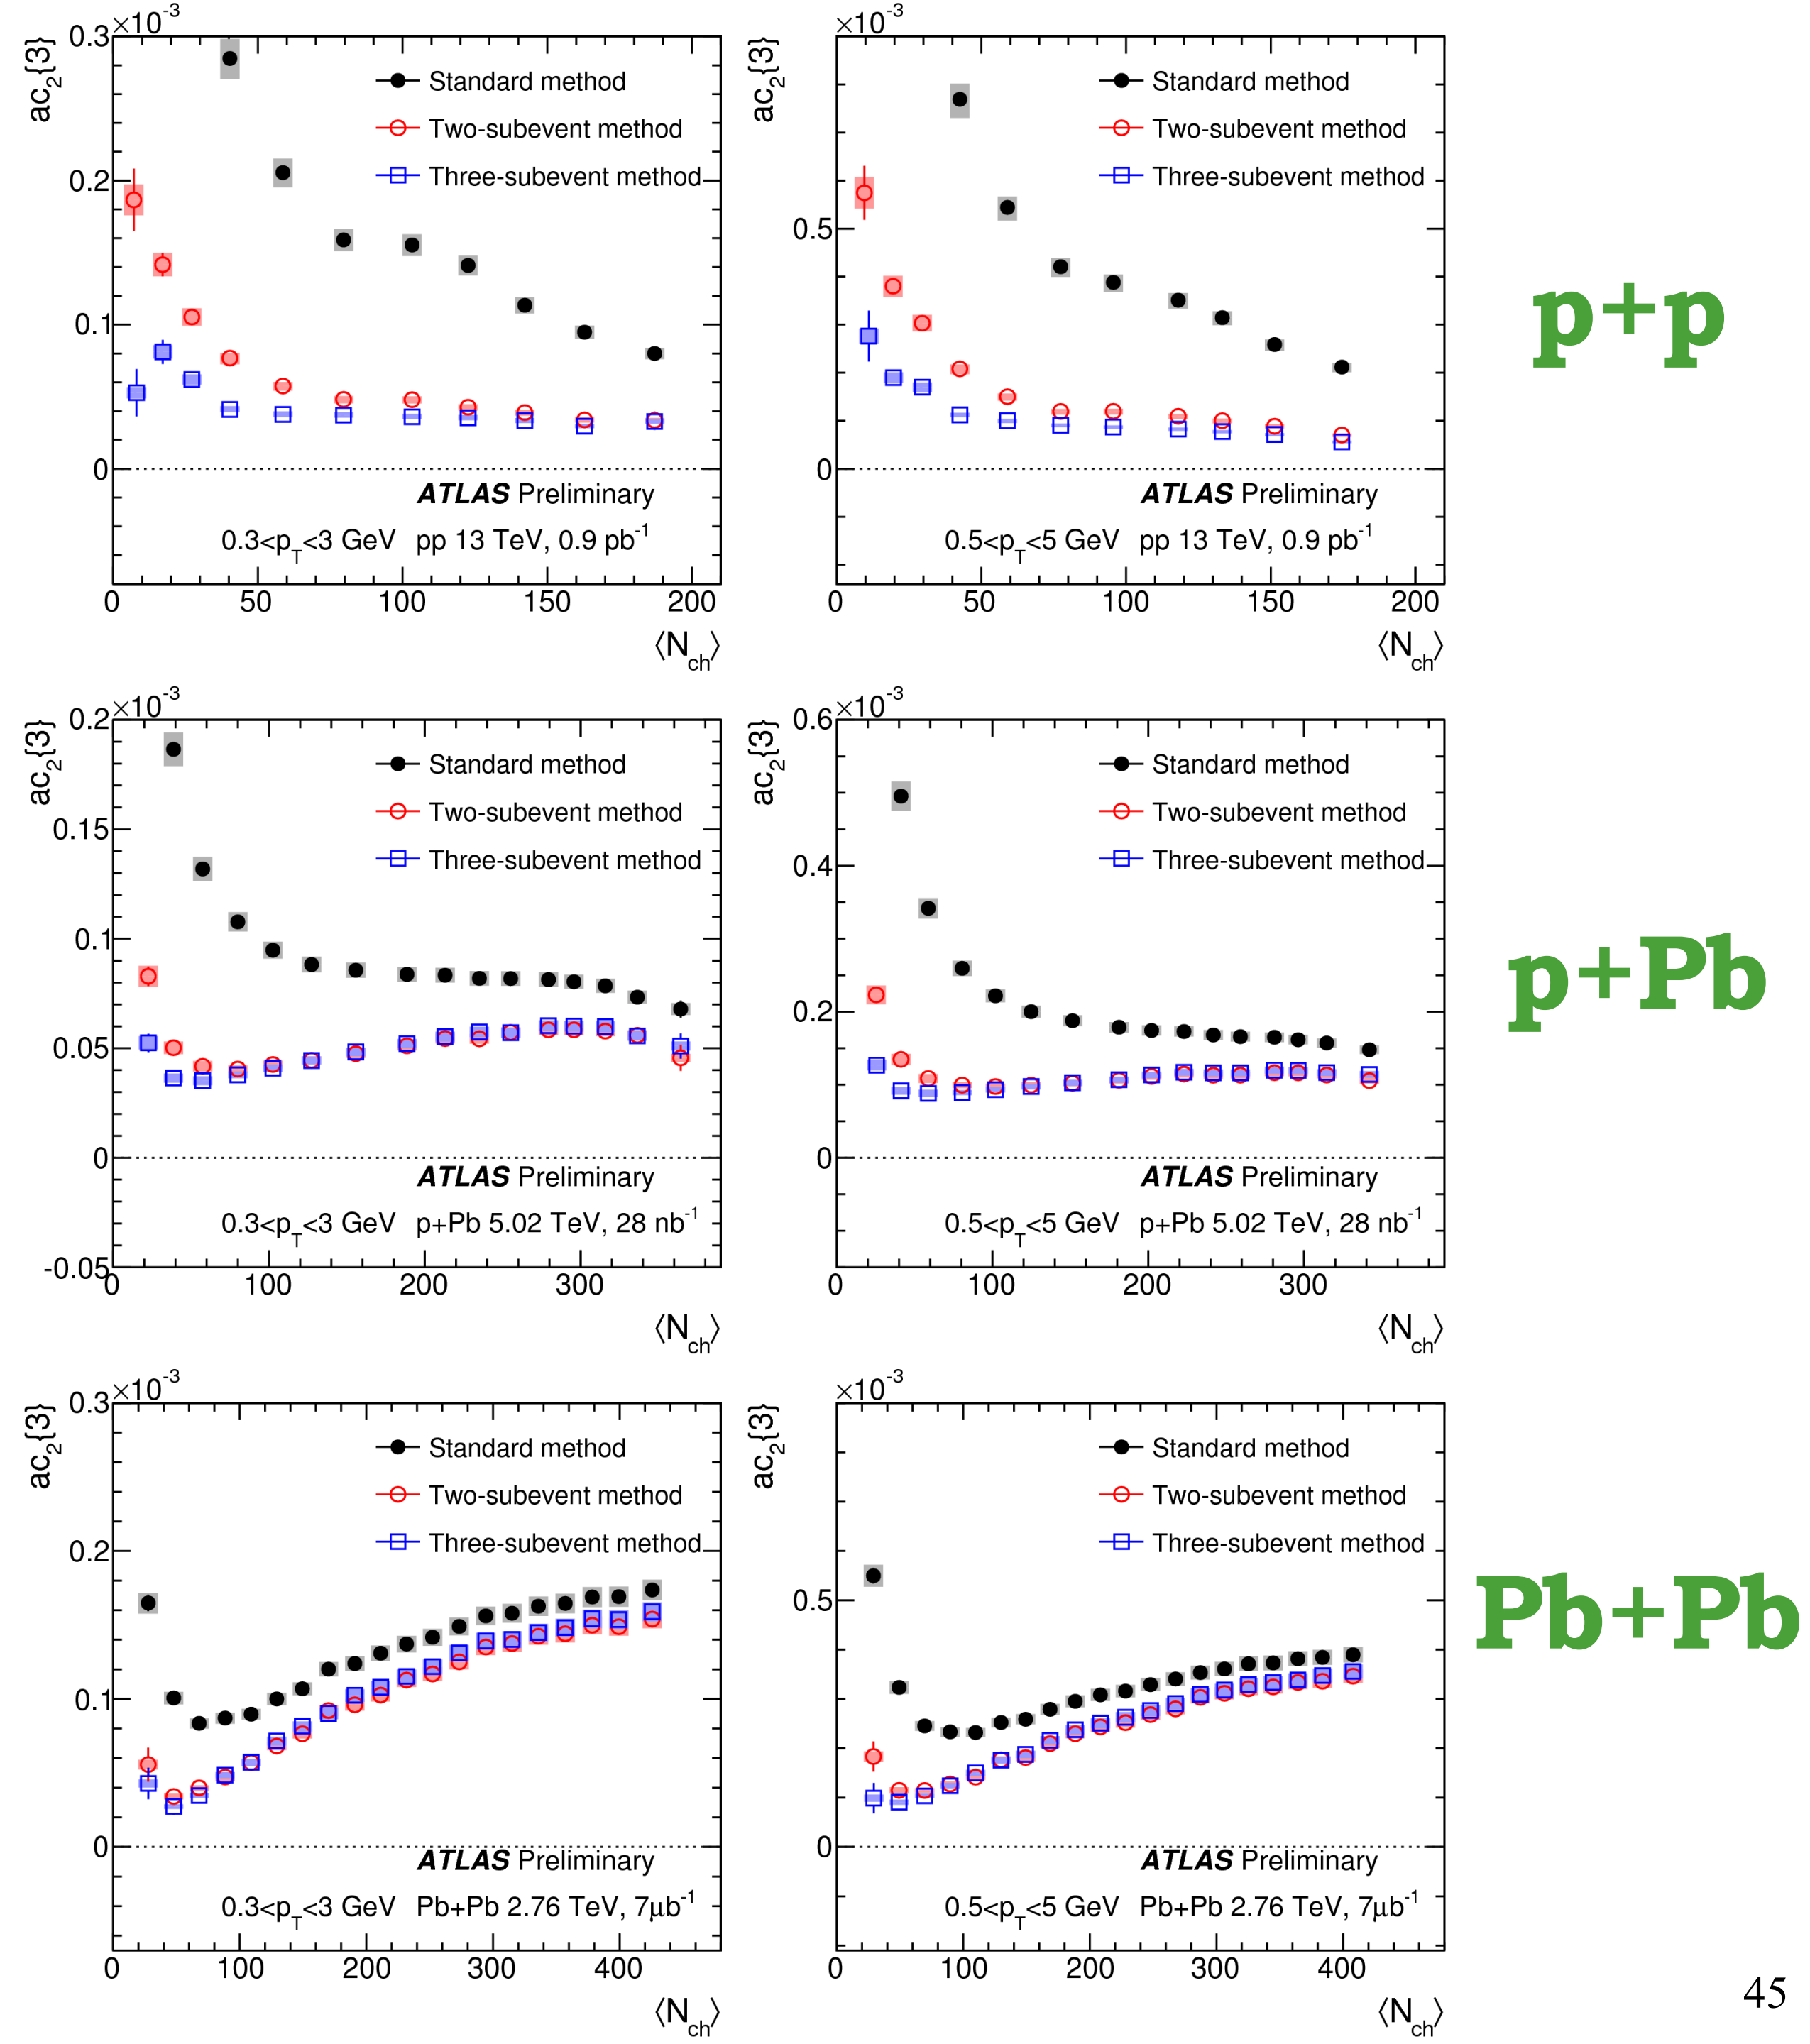 ×10⁻³
0.3
0.2
0.1
0
ac₂{3}
Standard method
Two-subevent method
Three-subevent method
ATLAS Preliminary
0.3<p_T<3 GeV pp 13 TeV, 0.9 pb⁻¹
0 50 100 150 200
⟨N_ch⟩
×10⁻³
0.5
0
ac₂{3}
Standard method
Two-subevent method
Three-subevent method
ATLAS Preliminary
0.5<p_T<5 GeV pp 13 TeV, 0.9 pb⁻¹
0 50 100 150 200
⟨N_ch⟩
p+p
×10⁻³
0.2
0.15
0.1
0.05
0
-0.05
ac₂{3}
Standard method
Two-subevent method
Three-subevent method
ATLAS Preliminary
0.3<p_T<3 GeV p+Pb 5.02 TeV, 28 nb⁻¹
0 100 200 300
⟨N_ch⟩
×10⁻³
0.6
0.4
0.2
0
ac₂{3}
Standard method
Two-subevent method
Three-subevent method
ATLAS Preliminary
0.5<p_T<5 GeV p+Pb 5.02 TeV, 28 nb⁻¹
0 100 200 300
⟨N_ch⟩
p+Pb
×10⁻³
0.3
0.2
0.1
0
ac₂{3}
Standard method
Two-subevent method
Three-subevent method
ATLAS Preliminary
0.3<p_T<3 GeV Pb+Pb 2.76 TeV, 7μb⁻¹
0 100 200 300 400
⟨N_ch⟩
×10⁻³
0.5
0
ac₂{3}
Standard method
Two-subevent method
Three-subevent method
ATLAS Preliminary
0.5<p_T<5 GeV Pb+Pb 2.76 TeV, 7μb⁻¹
0 100 200 300 400
⟨N_ch⟩
Pb+Pb
45